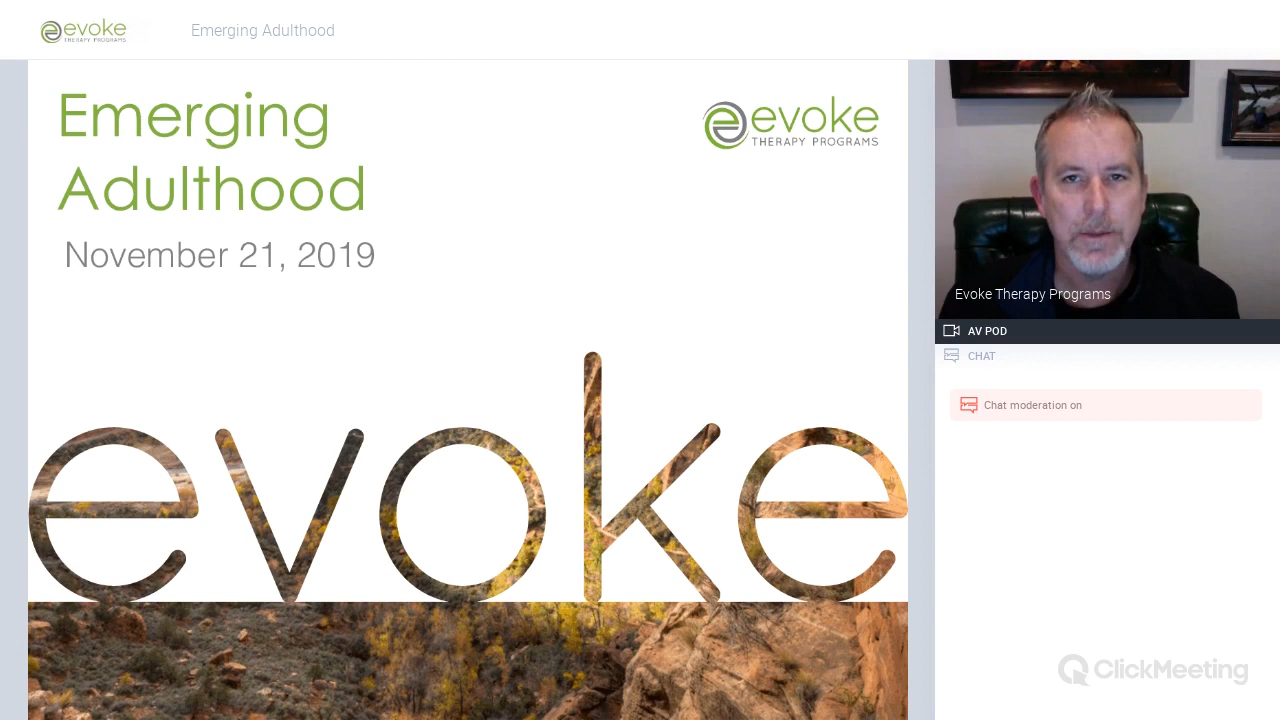 evoke
THERAPY PROGRAMS
Emerging Adulthood
Emerging
Adulthood
November 21, 2019
evoke
THERAPY PROGRAMS
evoke
Evoke Therapy Programs
AV POD
CHAT
Chat moderation on
ClickMeeting